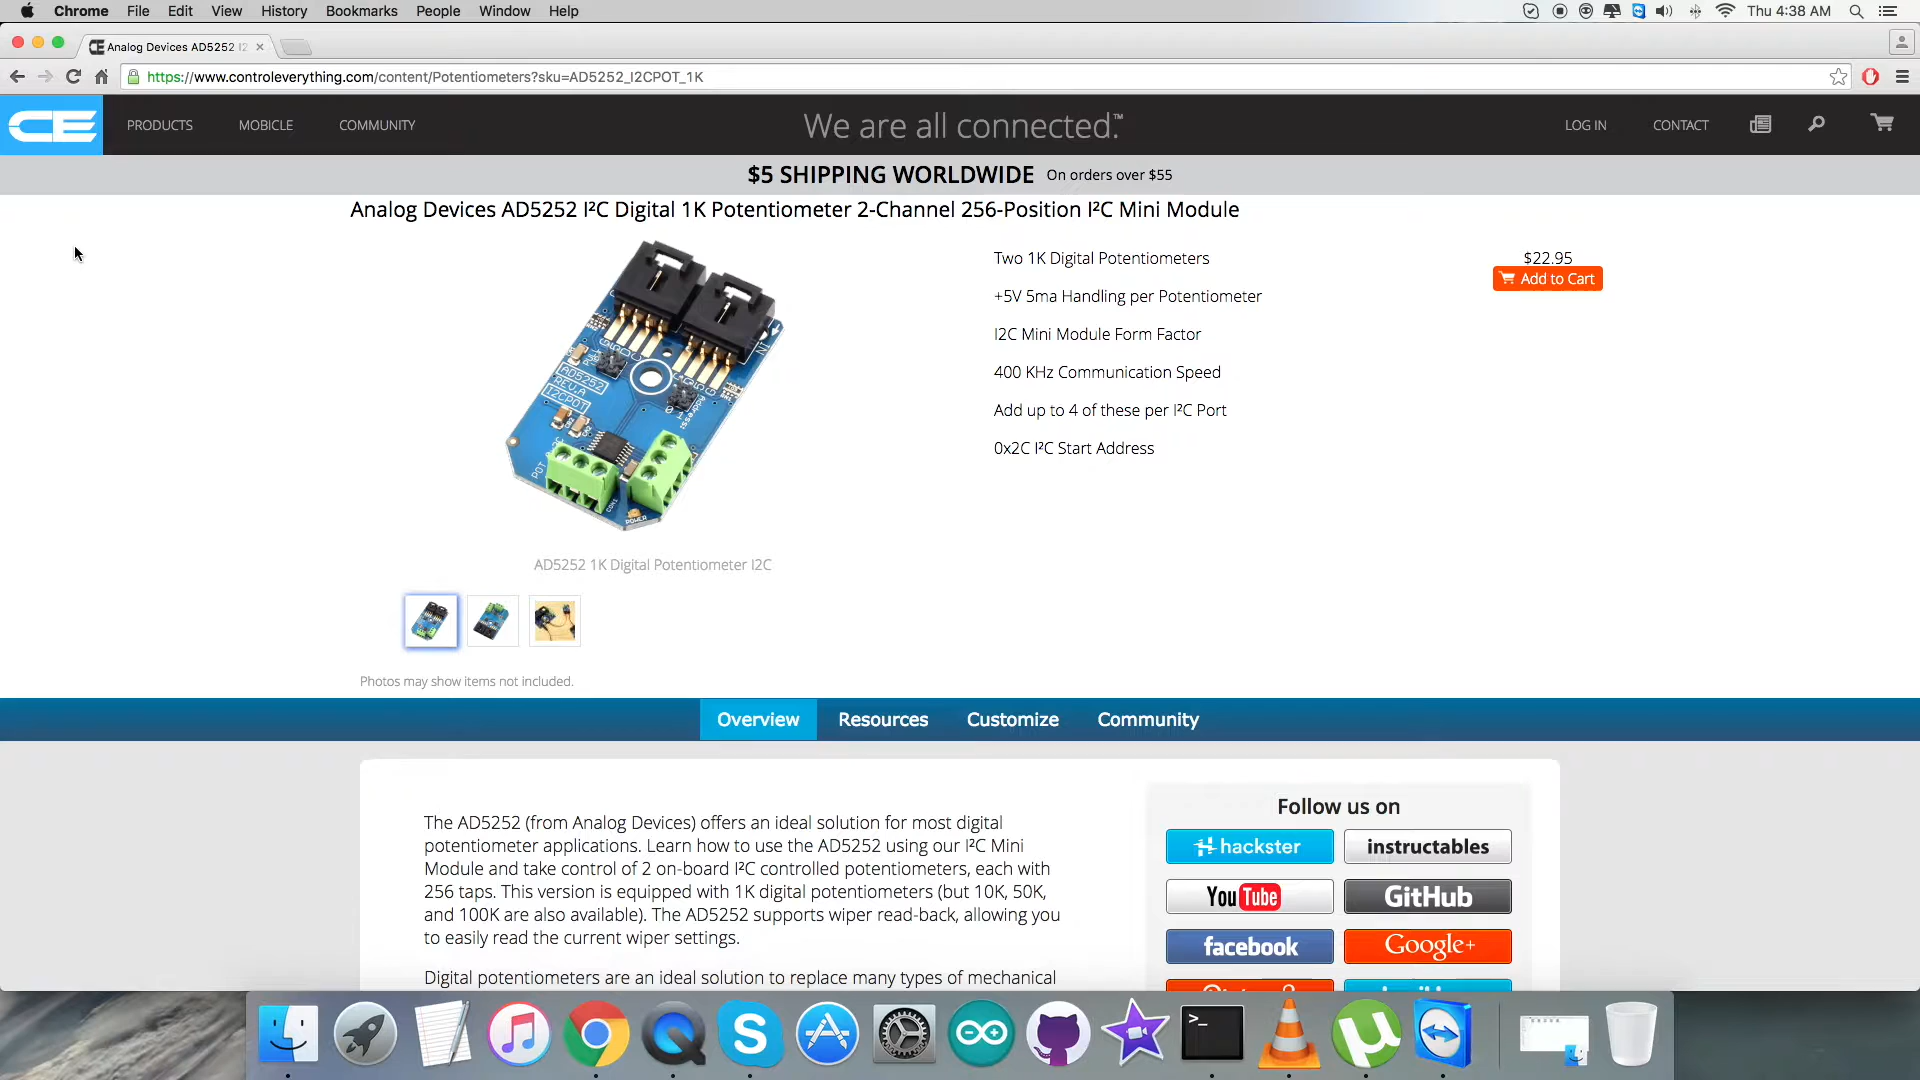 Chrome File Edit View History Bookmarks People Window Help Thu 4:38 AM
Analog Devices AD5252 I2
https://www.controleverything.com/content/Potentiometers?sku=AD5252_I2CPOT_1K
CE PRODUCTS MOBICLE COMMUNITY We are all connected.™ LOG IN CONTACT
$5 SHIPPING WORLDWIDE On orders over $55
Analog Devices AD5252 I²C Digital 1K Potentiometer 2-Channel 256-Position I²C Mini Module
Two 1K Digital Potentiometers
$22.95
Add to Cart
+5V 5ma Handling per Potentiometer
I2C Mini Module Form Factor
400 KHz Communication Speed
Add up to 4 of these per I²C Port
0x2C I²C Start Address
AD5252
REV.A
I2CPOT
POWER
AD5252 1K Digital Potentiometer I2C
Photos may show items not included.
Overview Resources Customize Community
The AD5252 (from Analog Devices) offers an ideal solution for most digital
potentiometer applications. Learn how to use the AD5252 using our I²C Mini
Module and take control of 2 on-board I²C controlled potentiometers, each with
256 taps. This version is equipped with 1K digital potentiometers (but 10K, 50K,
and 100K are also available). The AD5252 supports wiper read-back, allowing you
to easily read the current wiper settings.
Digital potentiometers are an ideal solution to replace many types of mechanical
Follow us on
hackster instructables
YouTube GitHub
facebook Google+